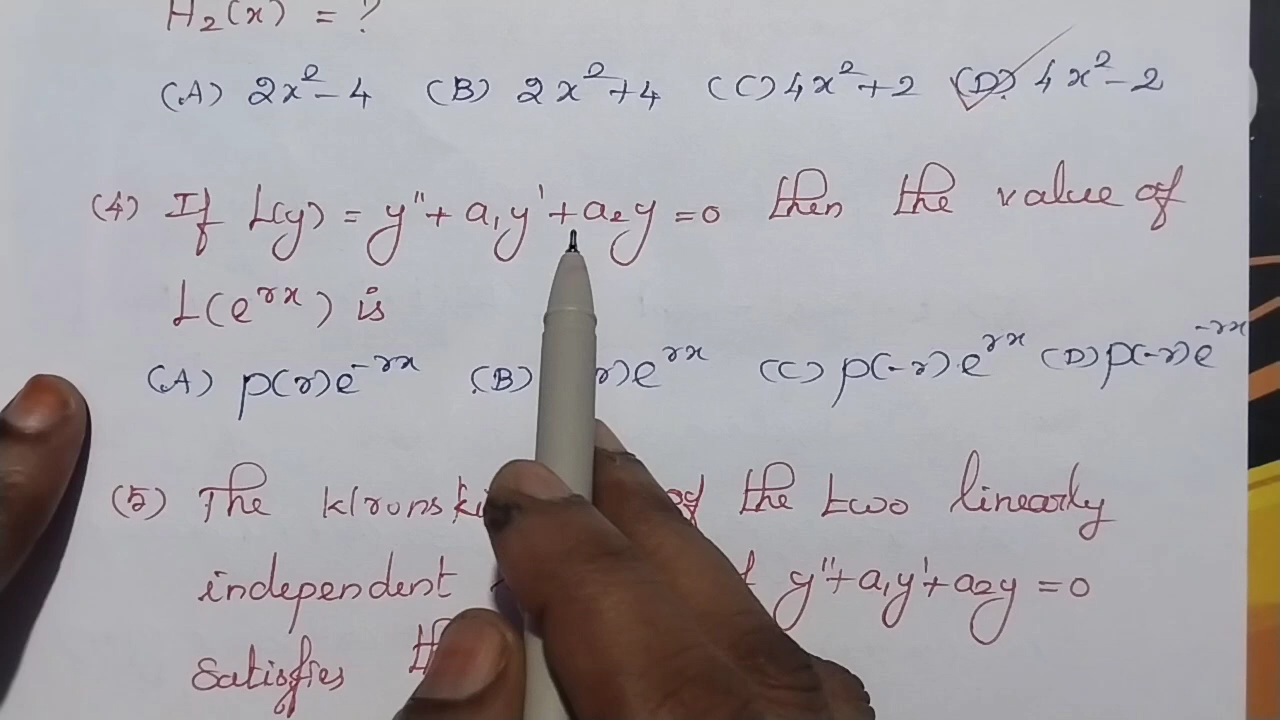 H₂(x) = ?
(A) 2x² - 4 (B) 2x² + 4 (C) 4x² + 2 (D) 4x² - 2
(4) If L(y) = y'' + a₁y' + a₂y = 0 then the value of
L(e^{rx}) is
(A) p(r)e^{-rx} (B) r)e^{rx} (C) p(-r).e^{rx} (D) p(-r)e^{-rx}
(5) The of the two linearly
independent y'' + a₁y' + a₂y = 0
Satisfies